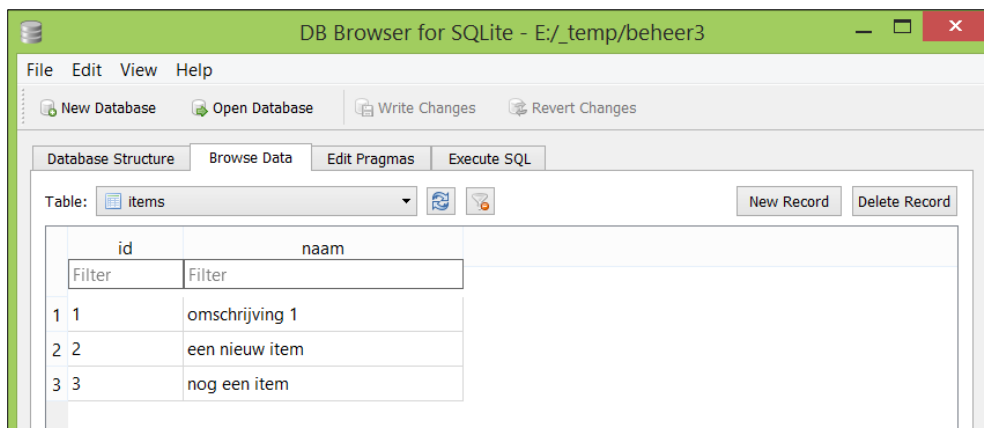 DB Browser for SQLite - E:/_temp/beheer3
File Edit View Help
New Database Open Database Write Changes Revert Changes
Database Structure Browse Data Edit Pragmas Execute SQL
Table: items New Record Delete Record
id naam
Filter Filter
1 1 omschrijving 1
2 2 een nieuw item
3 3 nog een item